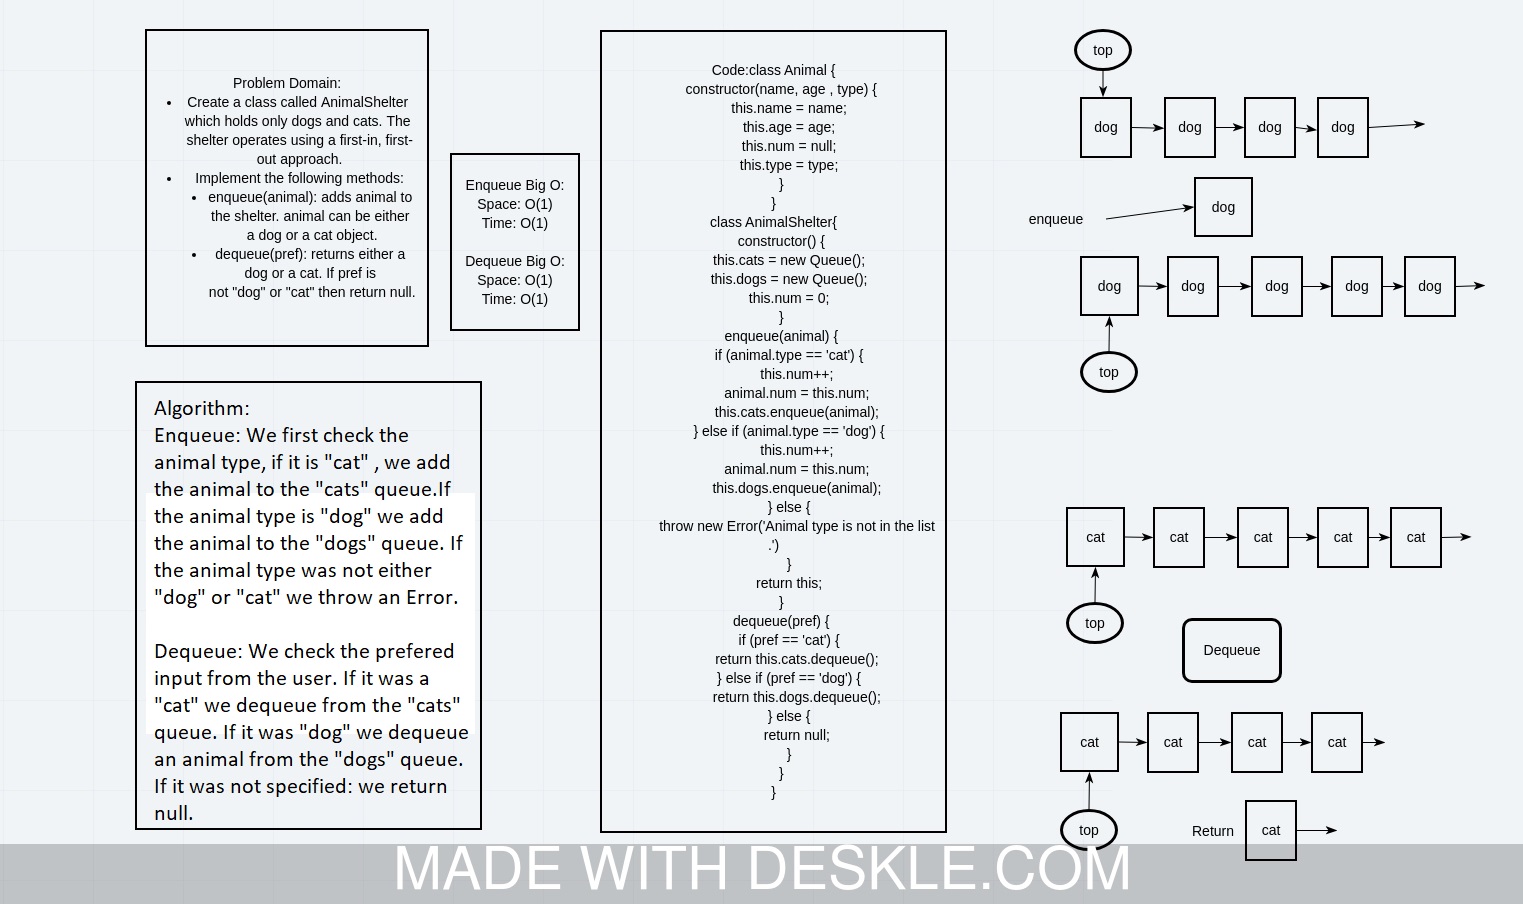 Problem Domain:
• Create a class called AnimalShelter
which holds only dogs and cats. The
shelter operates using a first-in, first-
out approach.
• Implement the following methods:
• enqueue(animal): adds animal to
the shelter. animal can be either
a dog or a cat object.
• dequeue(pref): returns either a
dog or a cat. If pref is
not "dog" or "cat" then return null.
Enqueue Big O:
Space: O(1)
Time: O(1)
Dequeue Big O:
Space: O(1)
Time: O(1)
Algorithm:
Enqueue: We first check the
animal type, if it is "cat" , we add
the animal to the "cats" queue.If
the animal type is "dog" we add
the animal to the "dogs" queue. If
the animal type was not either
"dog" or "cat" we throw an Error.
Dequeue: We check the prefered
input from the user. If it was a
"cat" we dequeue from the "cats"
queue. If it was "dog" we dequeue
an animal from the "dogs" queue.
If it was not specified: we return
null.
Code:class Animal {
constructor(name, age , type) {
this.name = name;
this.age = age;
this.num = null;
this.type = type;
}
}
class AnimalShelter{
constructor() {
this.cats = new Queue();
this.dogs = new Queue();
this.num = 0;
}
enqueue(animal) {
if (animal.type == 'cat') {
this.num++;
animal.num = this.num;
this.cats.enqueue(animal);
} else if (animal.type == 'dog') {
this.num++;
animal.num = this.num;
this.dogs.enqueue(animal);
} else {
throw new Error('Animal type is not in the list
.')
}
return this;
}
dequeue(pref) {
if (pref == 'cat') {
return this.cats.dequeue();
} else if (pref == 'dog') {
return this.dogs.dequeue();
} else {
return null;
}
}
}
top
dog dog dog dog
enqueue dog
dog dog dog dog dog
top
cat cat cat cat cat
top
Dequeue
cat cat cat cat
top
Return cat
MADE WITH DESKLE.COM